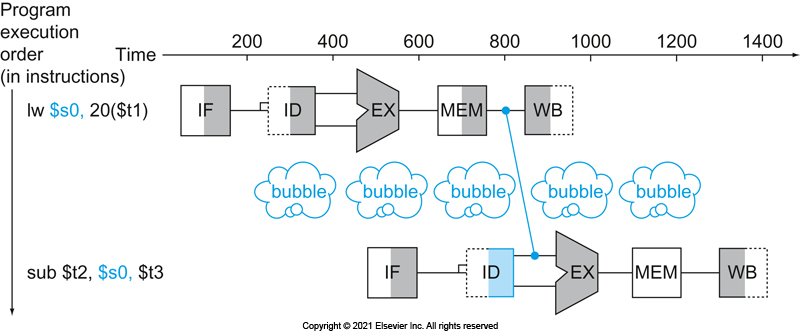 Program
execution
order
(in instructions)
Time
200 400 600 800 1000 1200 1400
lw $s0, 20($t1)
IF ID EX MEM WB
bubble bubble bubble bubble bubble
sub $t2, $s0, $t3
IF ID EX MEM WB
Copyright © 2021 Elsevier Inc. All rights reserved